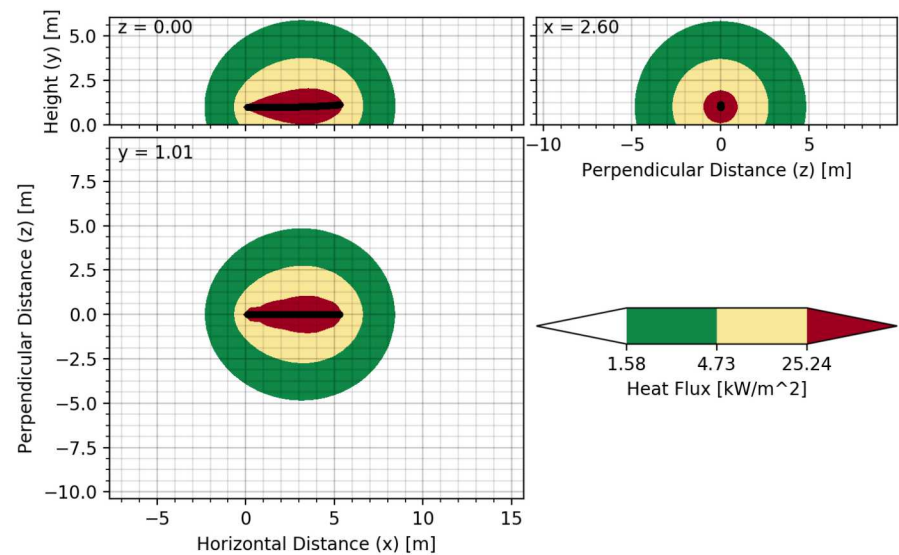 Height (y) [m]
5.0
2.5
0.0
z = 0.00
x = 2.60
−10
−5
0
5
Perpendicular Distance (z) [m]
Perpendicular Distance (z) [m]
7.5
5.0
2.5
0.0
−2.5
−5.0
−7.5
−10.0
y = 1.01
−5
0
5
10
15
Horizontal Distance (x) [m]
1.58
4.73
25.24
Heat Flux [kW/m^2]